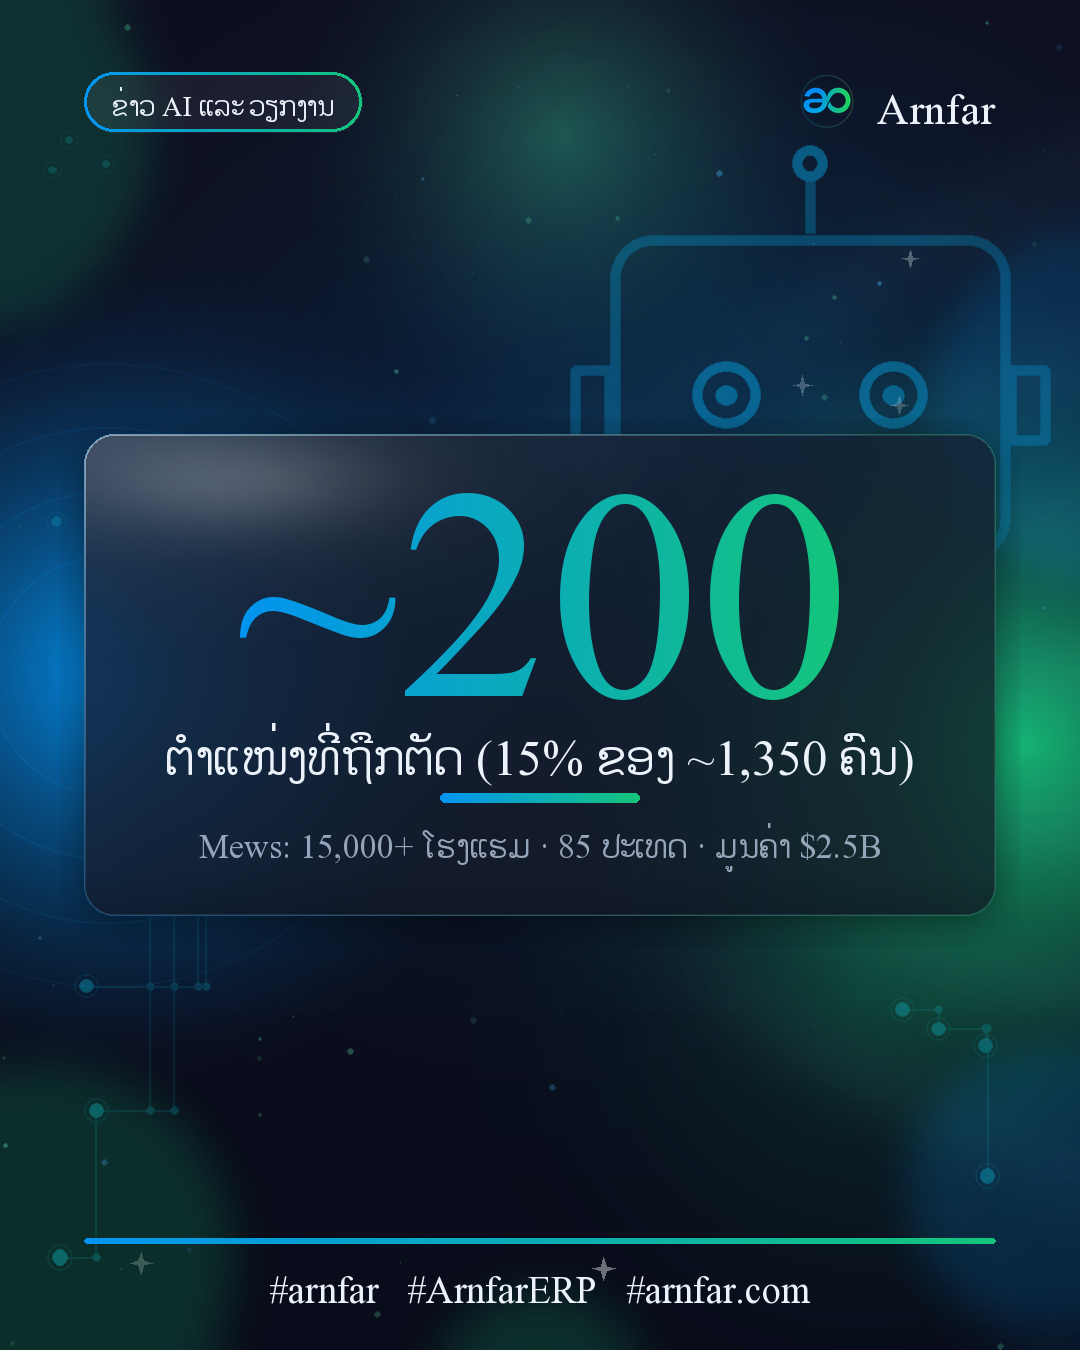 ຂ່າວ AI ແລະ ວຽກງານ
Arnfar
~200
ຕຳແໜ່ງທີ່ຖືກຕັດ (15% ຂອງ ~1,350 ຄົນ)
Mews: 15,000+ ໂຮງແຮມ · 85 ປະເທດ · ມູນຄ່າ $2.5B
#arnfar #ArnfarERP #arnfar.com